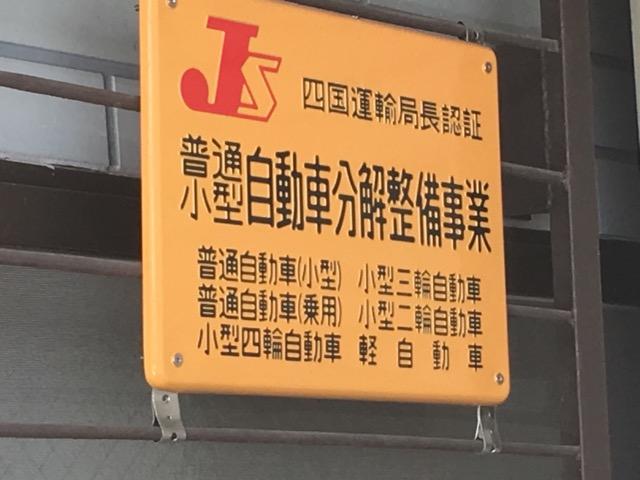 JS
四国運輸局長認証
普通
小型
自動車分解整備事業
普通自動車(小型) 小型三輪自動車
普通自動車(乗用) 小型二輪自動車
小型四輪自動車 軽自動車